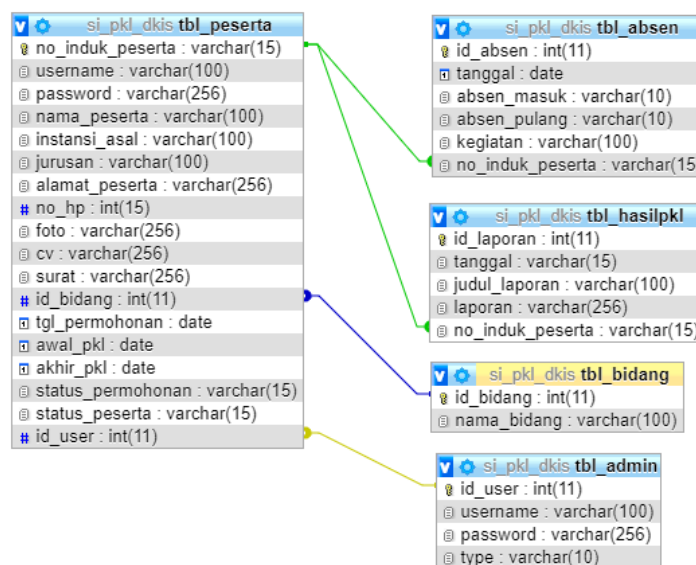 si_pkl_dkis tbl_peserta
no_induk_peserta : varchar(15)
username : varchar(100)
password : varchar(256)
nama_peserta : varchar(100)
instansi_asal : varchar(100)
jurusan : varchar(100)
alamat_peserta : varchar(256)
# no_hp : int(15)
foto : varchar(256)
cv : varchar(256)
surat : varchar(256)
# id_bidang : int(11)
tgl_permohonan : date
awal_pkl : date
akhir_pkl : date
status_permohonan : varchar(15)
status_peserta : varchar(15)
# id_user : int(11)
si_pkl_dkis tbl_absen
id_absen : int(11)
tanggal : date
absen_masuk : varchar(10)
absen_pulang : varchar(10)
kegiatan : varchar(100)
no_induk_peserta : varchar(15
si_pkl_dkis tbl_hasilpkl
id_laporan : int(11)
tanggal : varchar(15)
judul_laporan : varchar(100)
laporan : varchar(256)
no_induk_peserta : varchar(15)
si_pkl_dkis tbl_bidang
id_bidang : int(11)
nama_bidang : varchar(100)
si_pkl_dkis tbl_admin
id_user : int(11)
username : varchar(100)
password : varchar(256)
type : varchar(10)